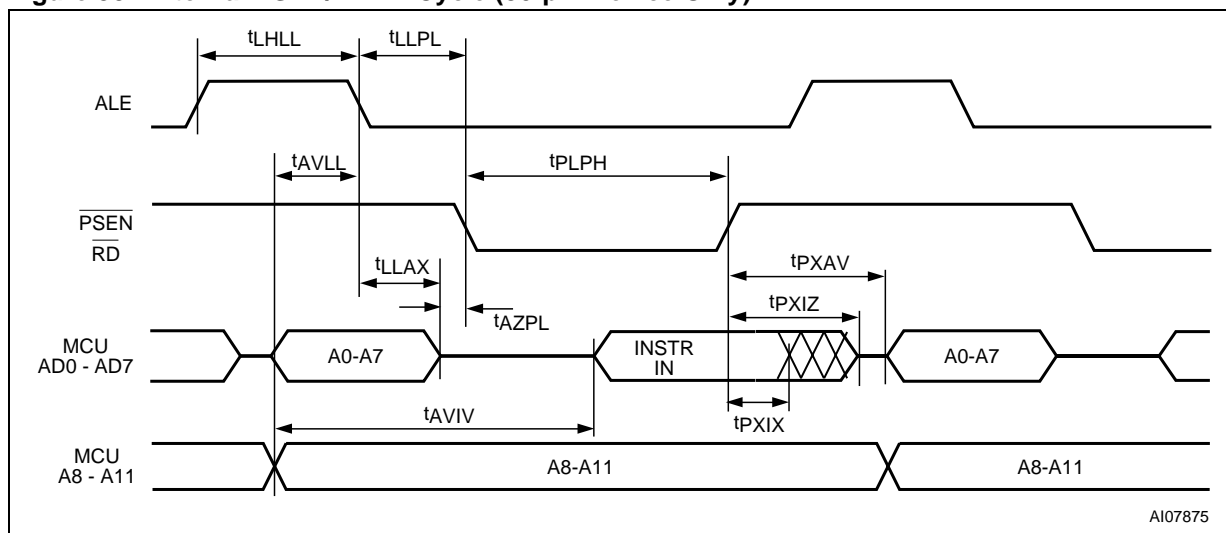 tLHLL
tLLPL
ALE
tAVLL
tPLPH
PSEN
RD
tLLAX
tPXAV
tPXIZ
tAZPL
MCU
AD0 - AD7
A0-A7
INSTR
IN
A0-A7
tAVIV
tPXIX
MCU
A8 - A11
A8-A11
A8-A11
AI07875